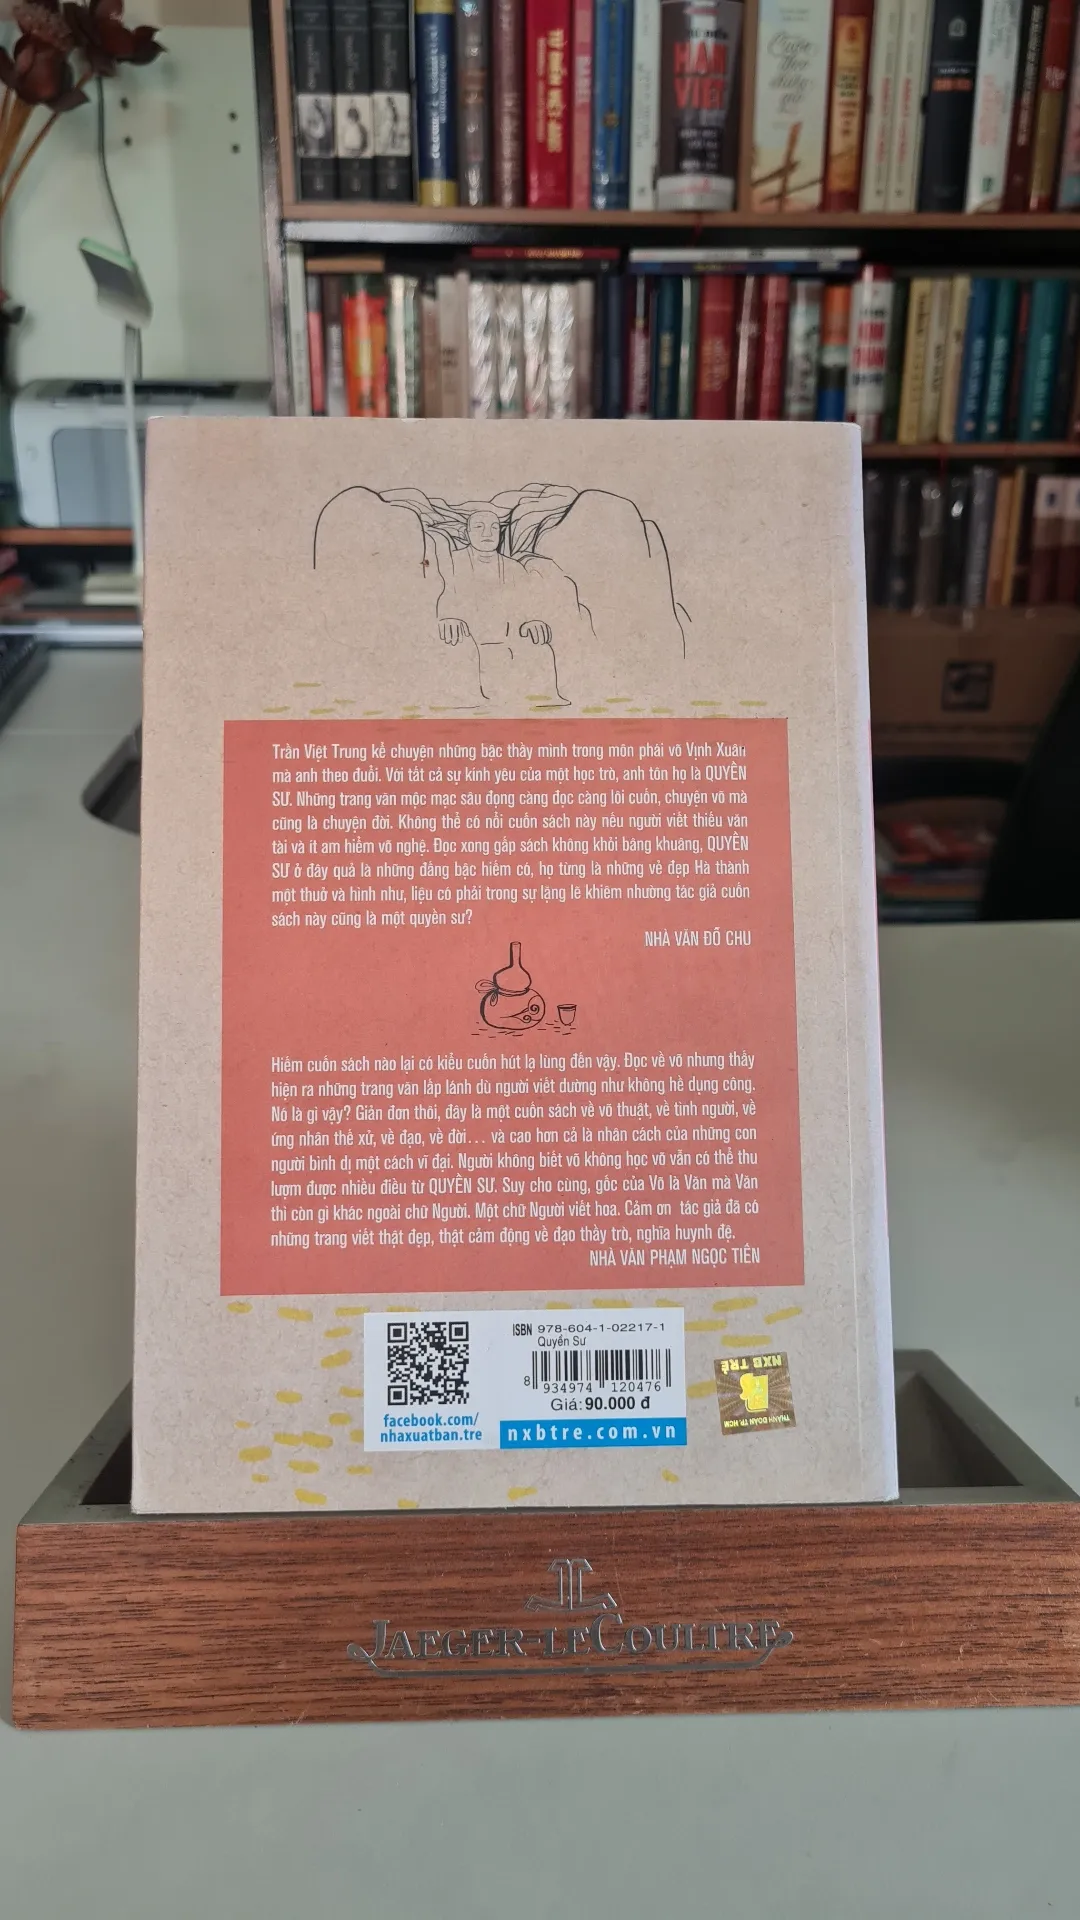 HÁN
VIỆT
Trần Việt Trung kể chuyện những bậc thầy mình trong môn phái võ Vịnh Xuân
mà anh theo đuổi. Với tất cả sự kính yêu của một học trò, anh tôn họ là QUYỀN
SƯ. Những trang văn mộc mạc sâu đọng càng đọc càng lôi cuốn, chuyện võ mà
cũng là chuyện đời. Không thể có nổi cuốn sách này nếu người viết thiếu văn
tài và ít am hiểm võ nghệ. Đọc xong gấp sách không khỏi bâng khuâng, QUYỀN
SƯ ở đây quả là những đấng bậc hiếm có, họ từng là những vẻ đẹp Hà thành
một thuở và hình như, liệu có phải trong sự lặng lẽ khiêm nhường tác giả cuốn
sách này cũng là một quyền sư?
NHÀ VĂN ĐỖ CHU
Hiếm cuốn sách nào lại có kiểu cuốn hút lạ lùng đến vậy. Đọc về võ nhưng thấy
hiện ra những trang văn lấp lánh dù người viết dường như không hề dụng công.
Nó là gì vậy? Giản đơn thôi, đây là một cuốn sách về võ thuật, về tình người, về
ứng nhân thế xử, về đạo, về đời... và cao hơn cả là nhân cách của những con
người bình dị một cách vĩ đại. Người không biết võ không học võ vẫn có thể thu
lượm được nhiều điều từ QUYỀN SƯ. Suy cho cùng, gốc của Võ là Văn mà Văn
thì còn gì khác ngoài chữ Người. Một chữ Người viết hoa. Cảm ơn tác giả đã có
những trang viết thật đẹp, thật cảm động về đạo thầy trò, nghĩa huynh đệ.
NHÀ VĂN PHẠM NGỌC TIẾN
ISBN 978-604-1-02217-1
Quyền Sư
8 934974 120476
Giá: 90.000 đ
facebook.com/
nhaxuatban.tre
nxbtre.com.vn
NXB TRẺ
THÀNH ĐOÀN TP. HCM
JL
JAEGER-LECOULTRE